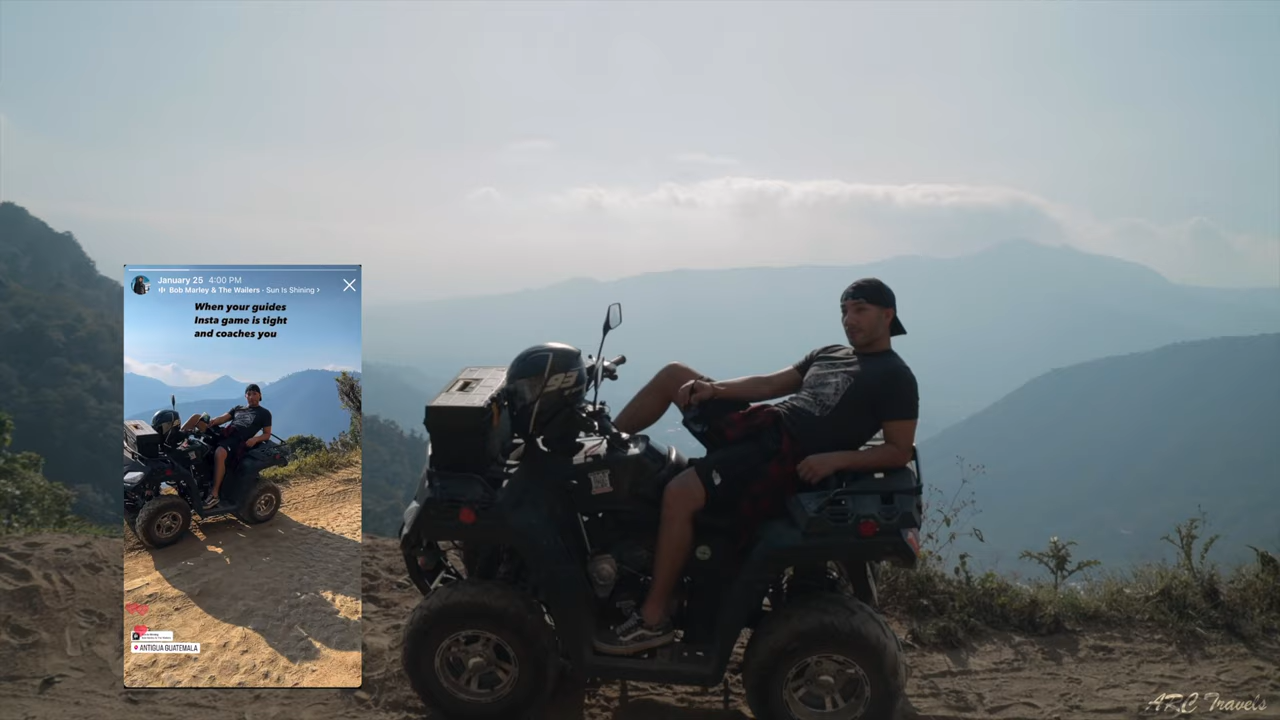 January 25 4:00 PM
Bob Marley & The Wailers · Sun Is Shining >
When your guides
Insta game is tight
and coaches you
93
ANTIGUA GUATEMALA
ARC Travels